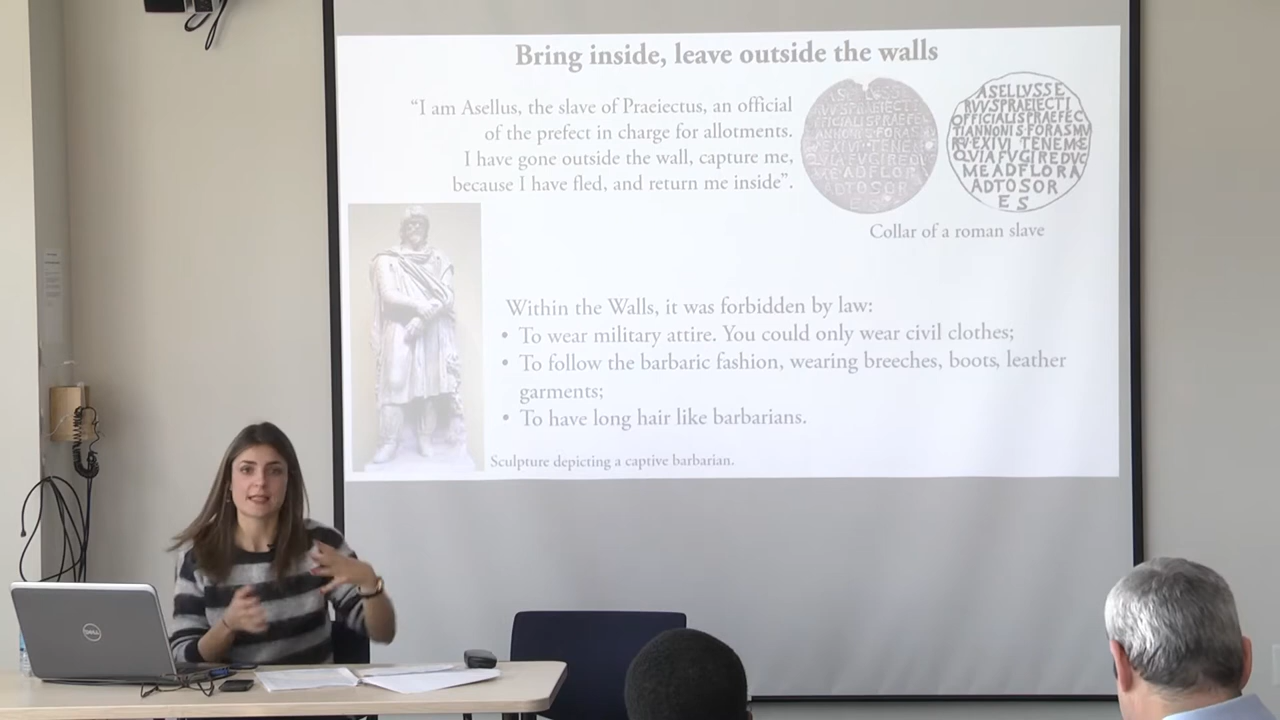 Bring inside, leave outside the walls
“I am Asellus, the slave of Praeiectus, an official
of the prefect in charge for allotments.
I have gone outside the wall, capture me,
because I have fled, and return me inside”.
ASELLVSSE
RVVSPRAEIECTI
OFFICIALISPRAEFEC
TIANNONISFORASMV
RVEXIVI TENEME
QVIAFVGIREDVC
MEADFLORA
ADTOSOR
ES
Collar of a roman slave
Within the Walls, it was forbidden by law:
• To wear military attire. You could only wear civil clothes;
• To follow the barbaric fashion, wearing breeches, boots, leather
garments;
• To have long hair like barbarians.
Sculpture depicting a captive barbarian.
DELL